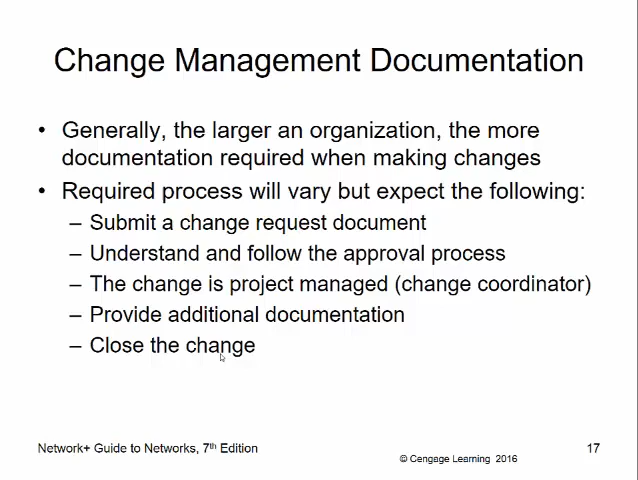 Change Management Documentation
• Generally, the larger an organization, the more
documentation required when making changes
• Required process will vary but expect the following:
– Submit a change request document
– Understand and follow the approval process
– The change is project managed (change coordinator)
– Provide additional documentation
– Close the change
Network+ Guide to Networks, 7th Edition
© Cengage Learning 2016
17